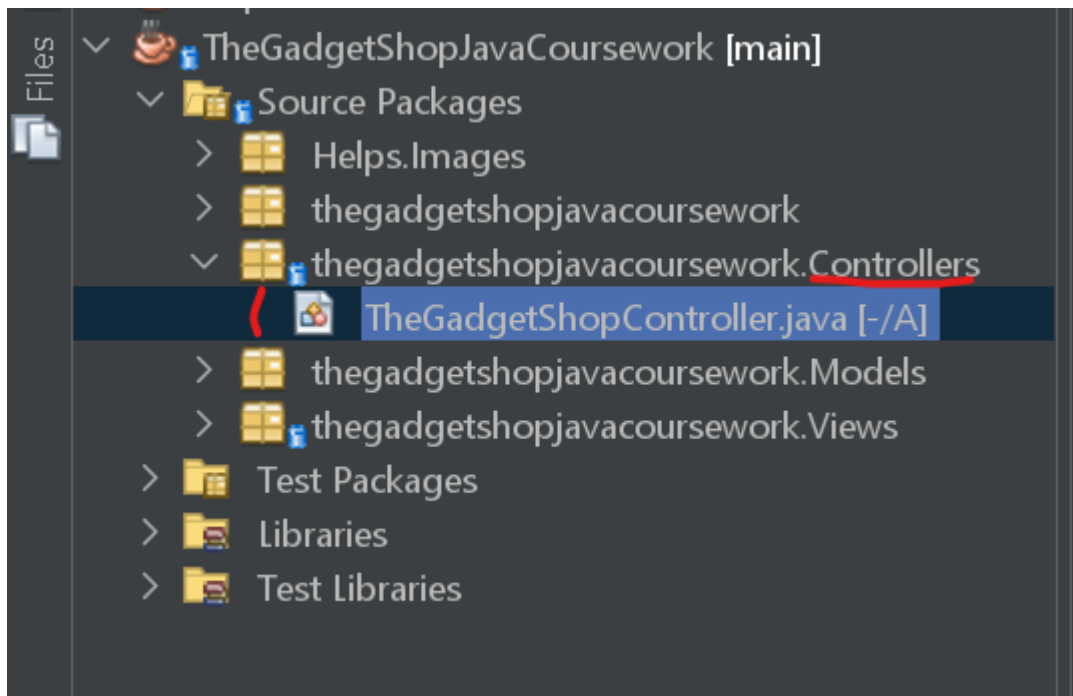 Files
TheGadgetShopJavaCoursework [main]
Source Packages
Helps.Images
thegadgetshopjavacoursework
thegadgetshopjavacoursework.Controllers
TheGadgetShopController.java [-/A]
thegadgetshopjavacoursework.Models
thegadgetshopjavacoursework.Views
Test Packages
Libraries
Test Libraries